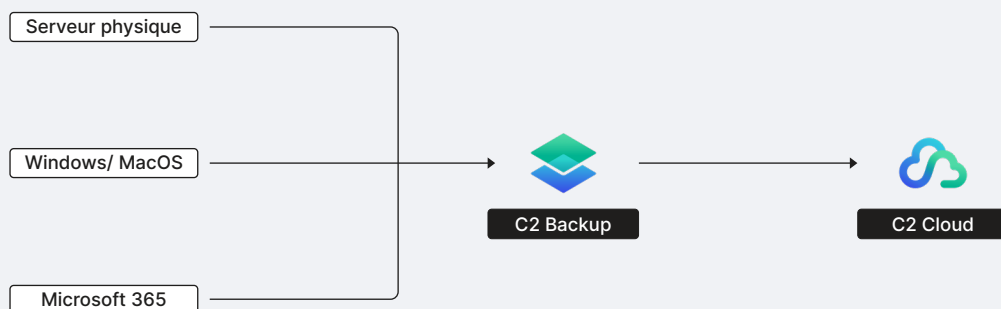 Serveur physique
Windows/ MacOS
C2 Backup
C2 Cloud
Microsoft 365